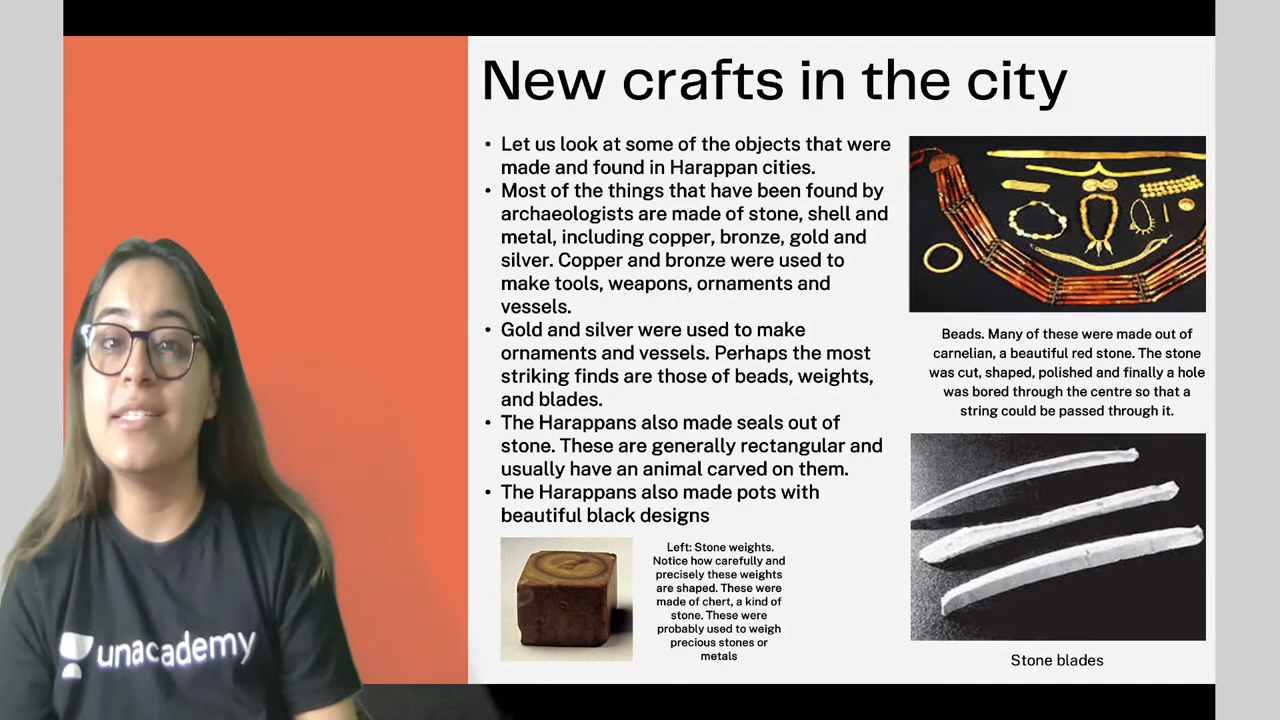 New crafts in the city
• Let us look at some of the objects that were
made and found in Harappan cities.
• Most of the things that have been found by
archaeologists are made of stone, shell and
metal, including copper, bronze, gold and
silver. Copper and bronze were used to
make tools, weapons, ornaments and
vessels.
• Gold and silver were used to make
ornaments and vessels. Perhaps the most
striking finds are those of beads, weights,
and blades.
• The Harappans also made seals out of
stone. These are generally rectangular and
usually have an animal carved on them.
• The Harappans also made pots with
beautiful black designs
Left: Stone weights.
Notice how carefully and
precisely these weights
are shaped. These were
made of chert, a kind of
stone. These were
probably used to weigh
precious stones or
metals
Beads. Many of these were made out of
carnelian, a beautiful red stone. The stone
was cut, shaped, polished and finally a hole
was bored through the centre so that a
string could be passed through it.
Stone blades
unacademy